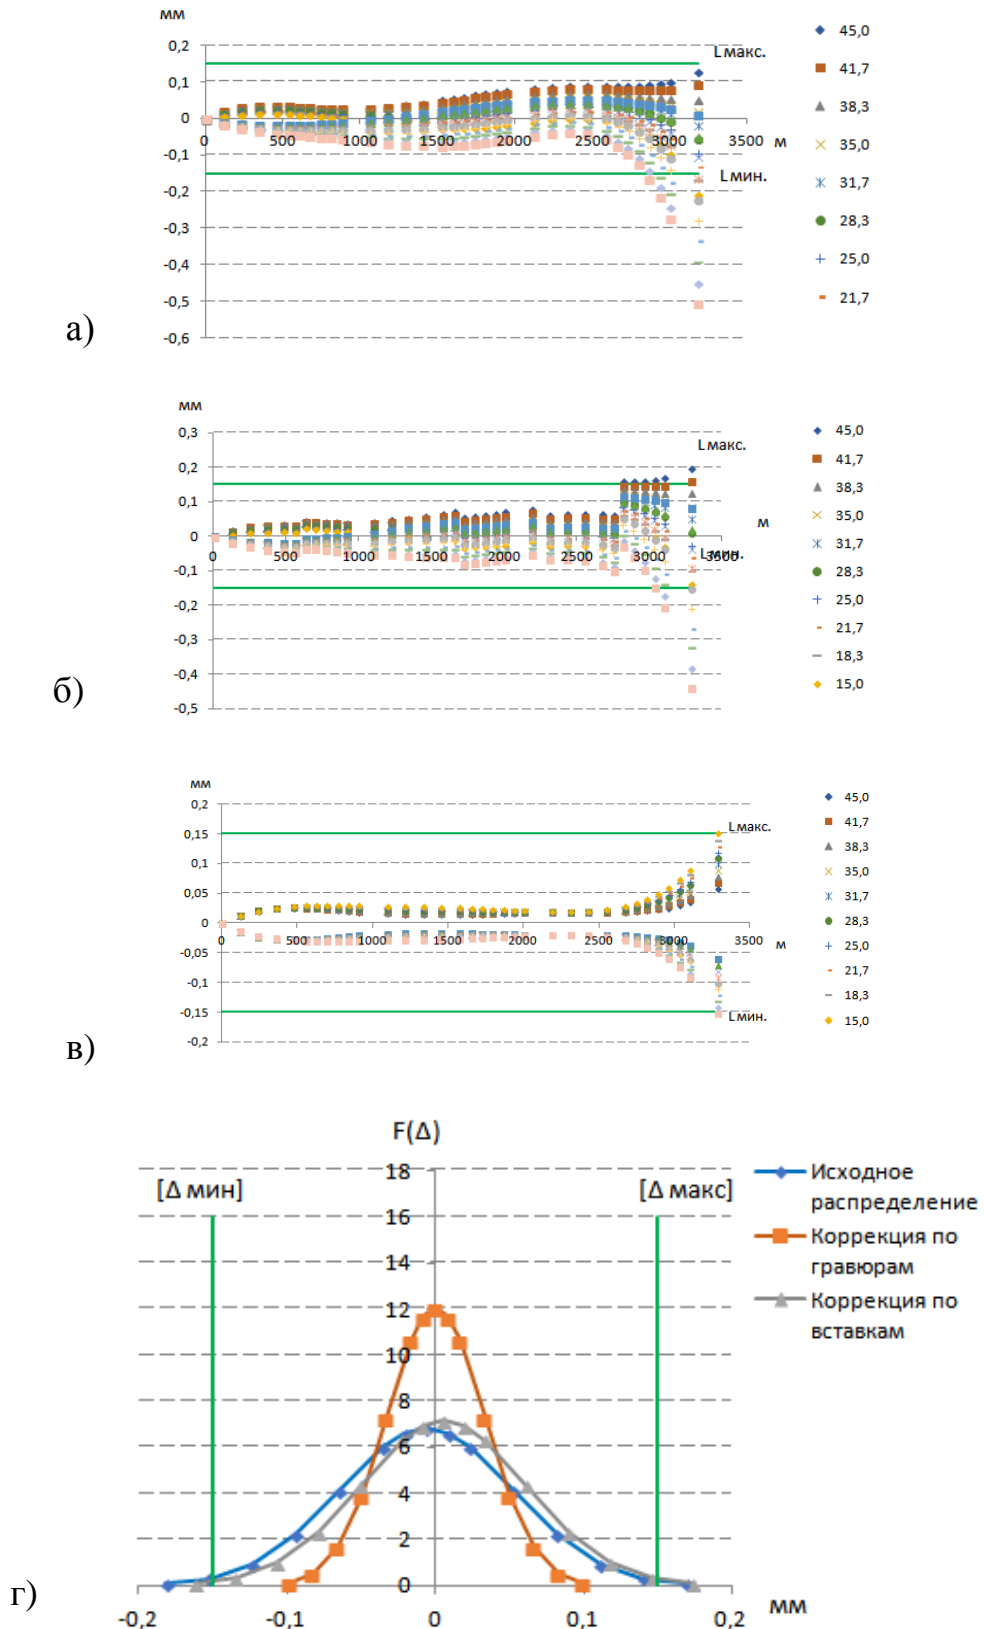 мм
0,2
0,1
0
-0,1
-0,2
-0,3
-0,4
-0,5
-0,6
0 500 1000 1500 2000 2500 3000 3500 м
L макс.
L мин.
45,0
41,7
38,3
35,0
31,7
28,3
25,0
21,7
а)
мм
0,3
0,2
0,1
0
-0,1
-0,2
-0,3
-0,4
-0,5
0 500 1000 1500 2000 2500 3000 3500
м
L макс.
L мин.
45,0
41,7
38,3
35,0
31,7
28,3
25,0
21,7
18,3
15,0
б)
мм
0,2
0,15
0,1
0,05
0
-0,05
-0,1
-0,15
-0,2
0 500 1000 1500 2000 2500 3000 3500 м
L макс.
L мин.
45,0
41,7
38,3
35,0
31,7
28,3
25,0
21,7
18,3
15,0
в)
F(Δ)
18
16
14
12
10
8
6
4
2
0
[Δ мин]
[Δ макс]
-0,2 -0,1 0 0,1 0,2 мм
Исходное
распределение
Коррекция по
гравюрам
Коррекция по
вставкам
г)